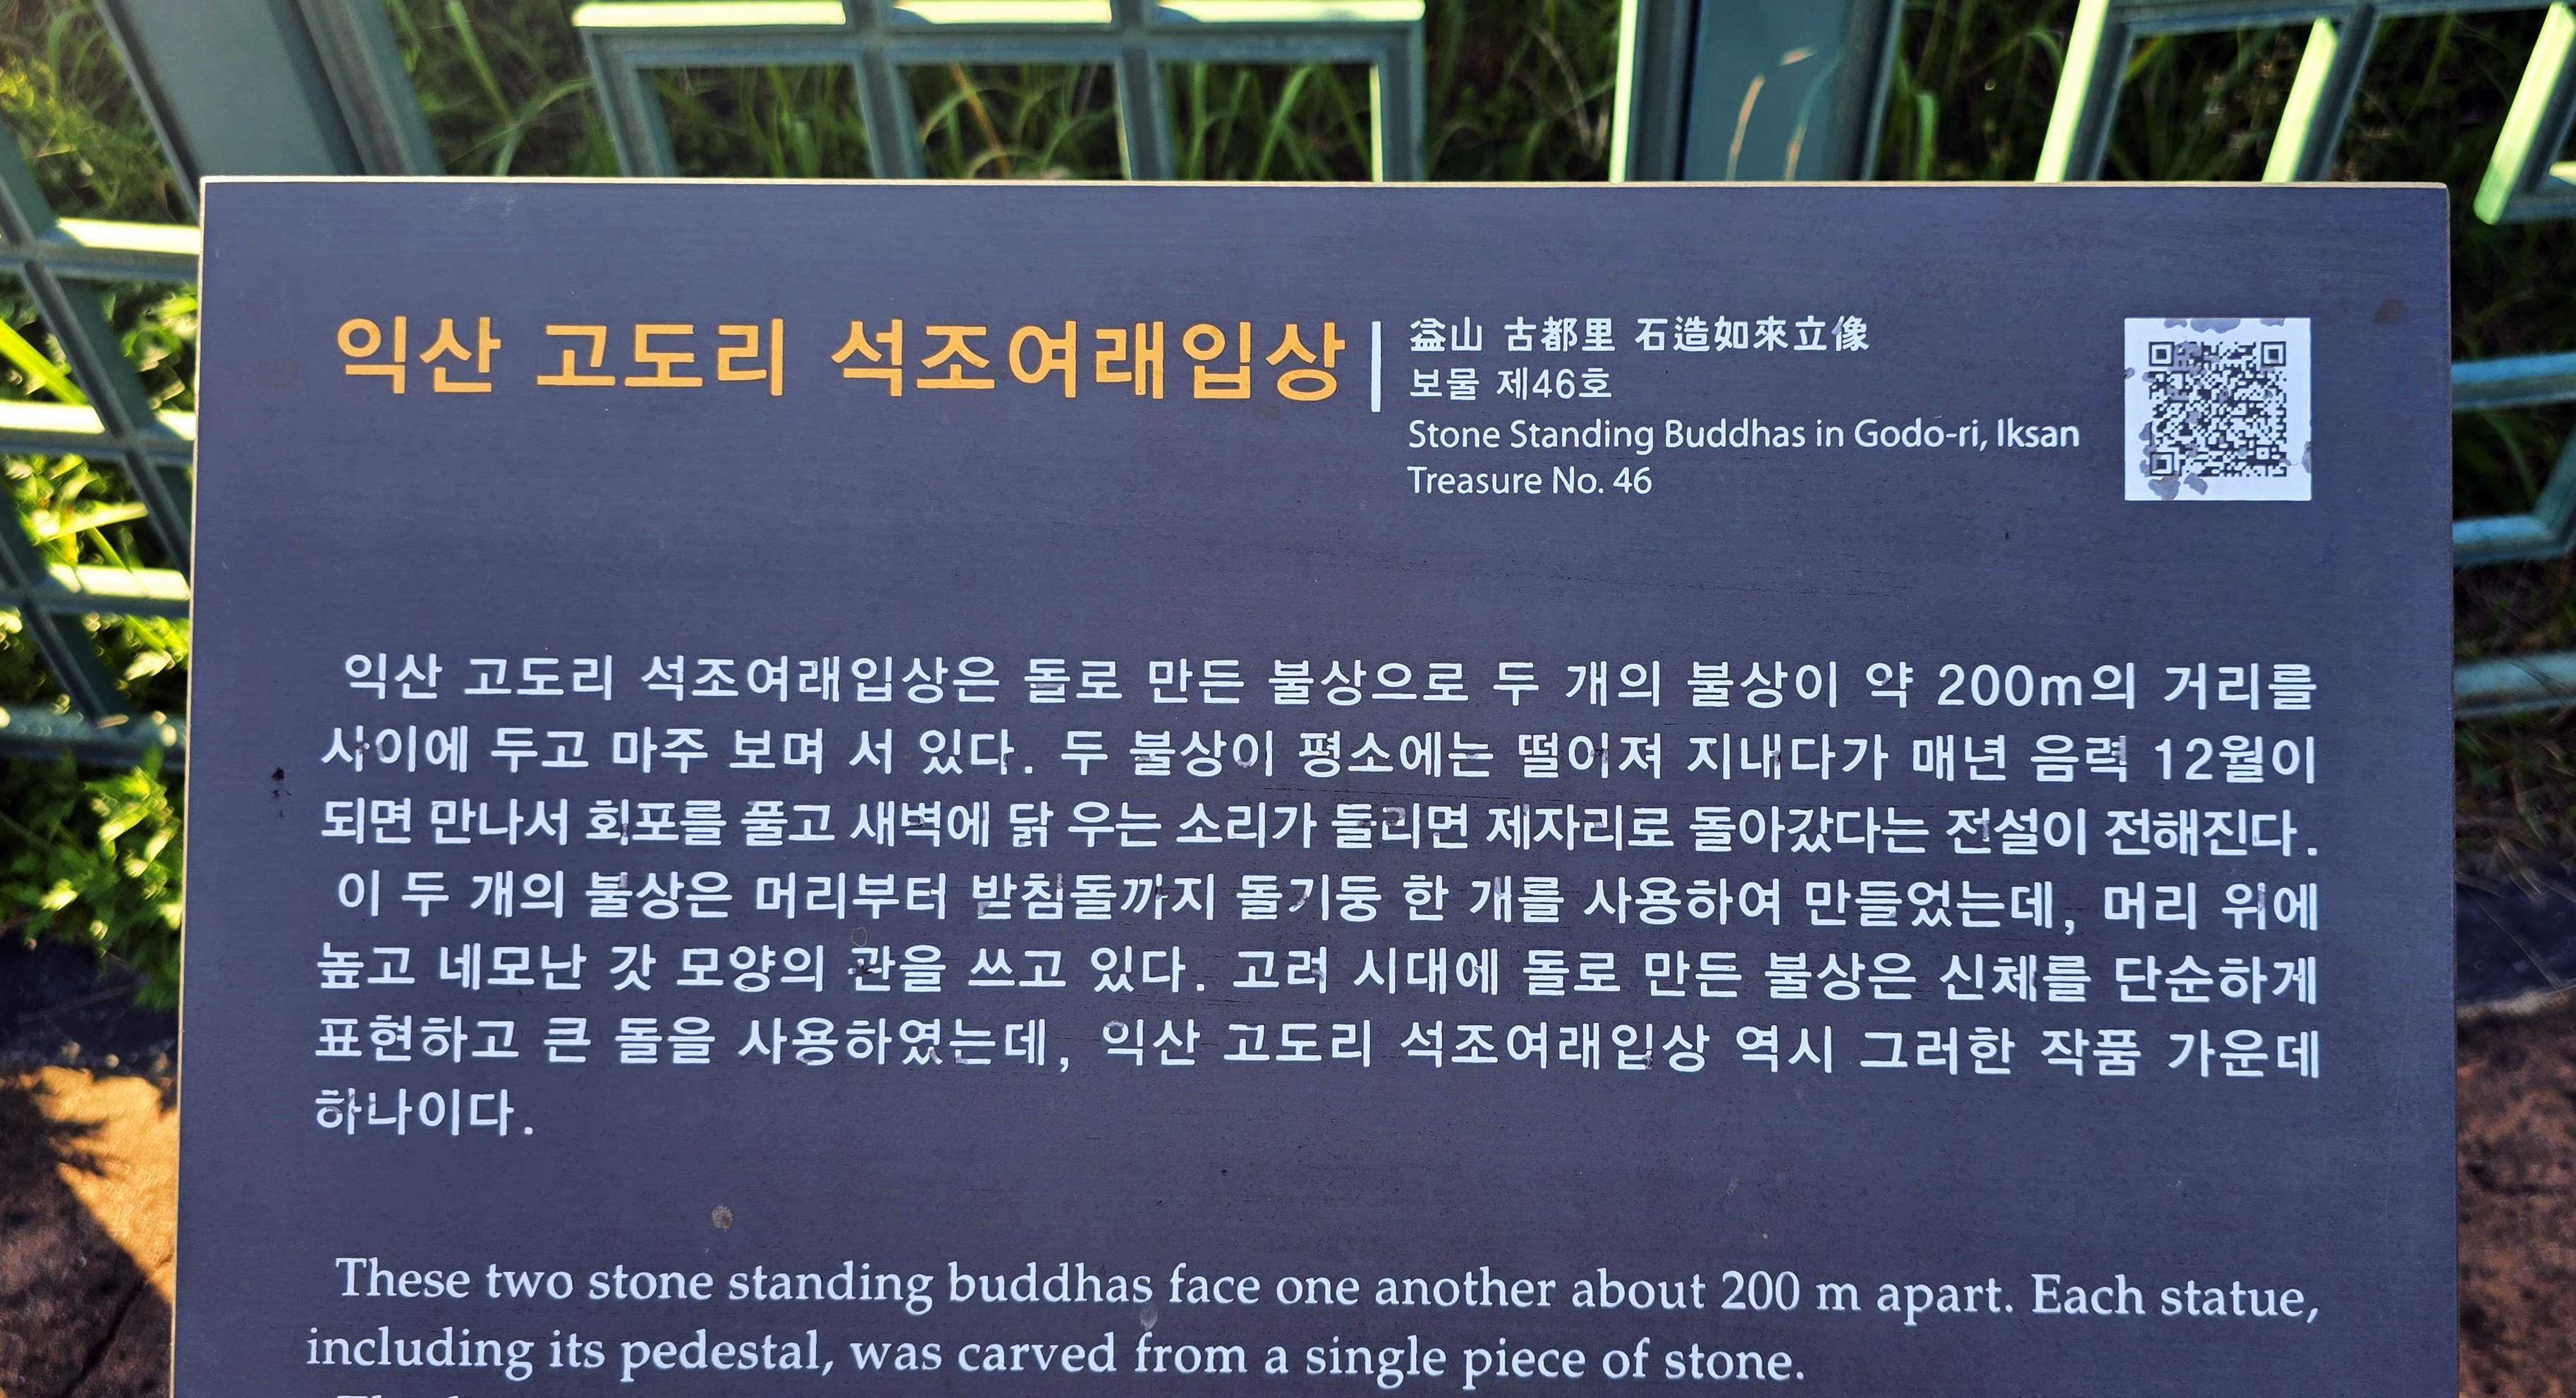 익산 고도리 석조여래입상
益山 古都里 石造如來立像
보물 제46호
Stone Standing Buddhas in Godo-ri, Iksan
Treasure No. 46
익산 고도리 석조여래입상은 돌로 만든 불상으로 두 개의 불상이 약 200m의 거리를
사이에 두고 마주 보며 서 있다. 두 불상이 평소에는 떨어져 지내다가 매년 음력 12월이
되면 만나서 회포를 풀고 새벽에 닭 우는 소리가 들리면 제자리로 돌아갔다는 전설이 전해진다.
이 두 개의 불상은 머리부터 받침돌까지 돌기둥 한 개를 사용하여 만들었는데, 머리 위에
높고 네모난 갓 모양의 관을 쓰고 있다. 고려 시대에 돌로 만든 불상은 신체를 단순하게
표현하고 큰 돌을 사용하였는데, 익산 고도리 석조여래입상 역시 그러한 작품 가운데
하나이다.
These two stone standing buddhas face one another about 200 m apart. Each statue,
including its pedestal, was carved from a single piece of stone.